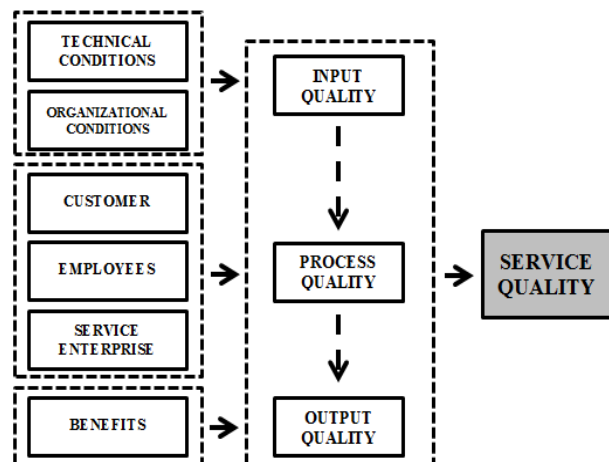 TECHNICAL
CONDITIONS
ORGANIZATIONAL
CONDITIONS
CUSTOMER
EMPLOYEES
SERVICE
ENTERPRISE
BENEFITS
INPUT
QUALITY
PROCESS
QUALITY
OUTPUT
QUALITY
SERVICE
QUALITY